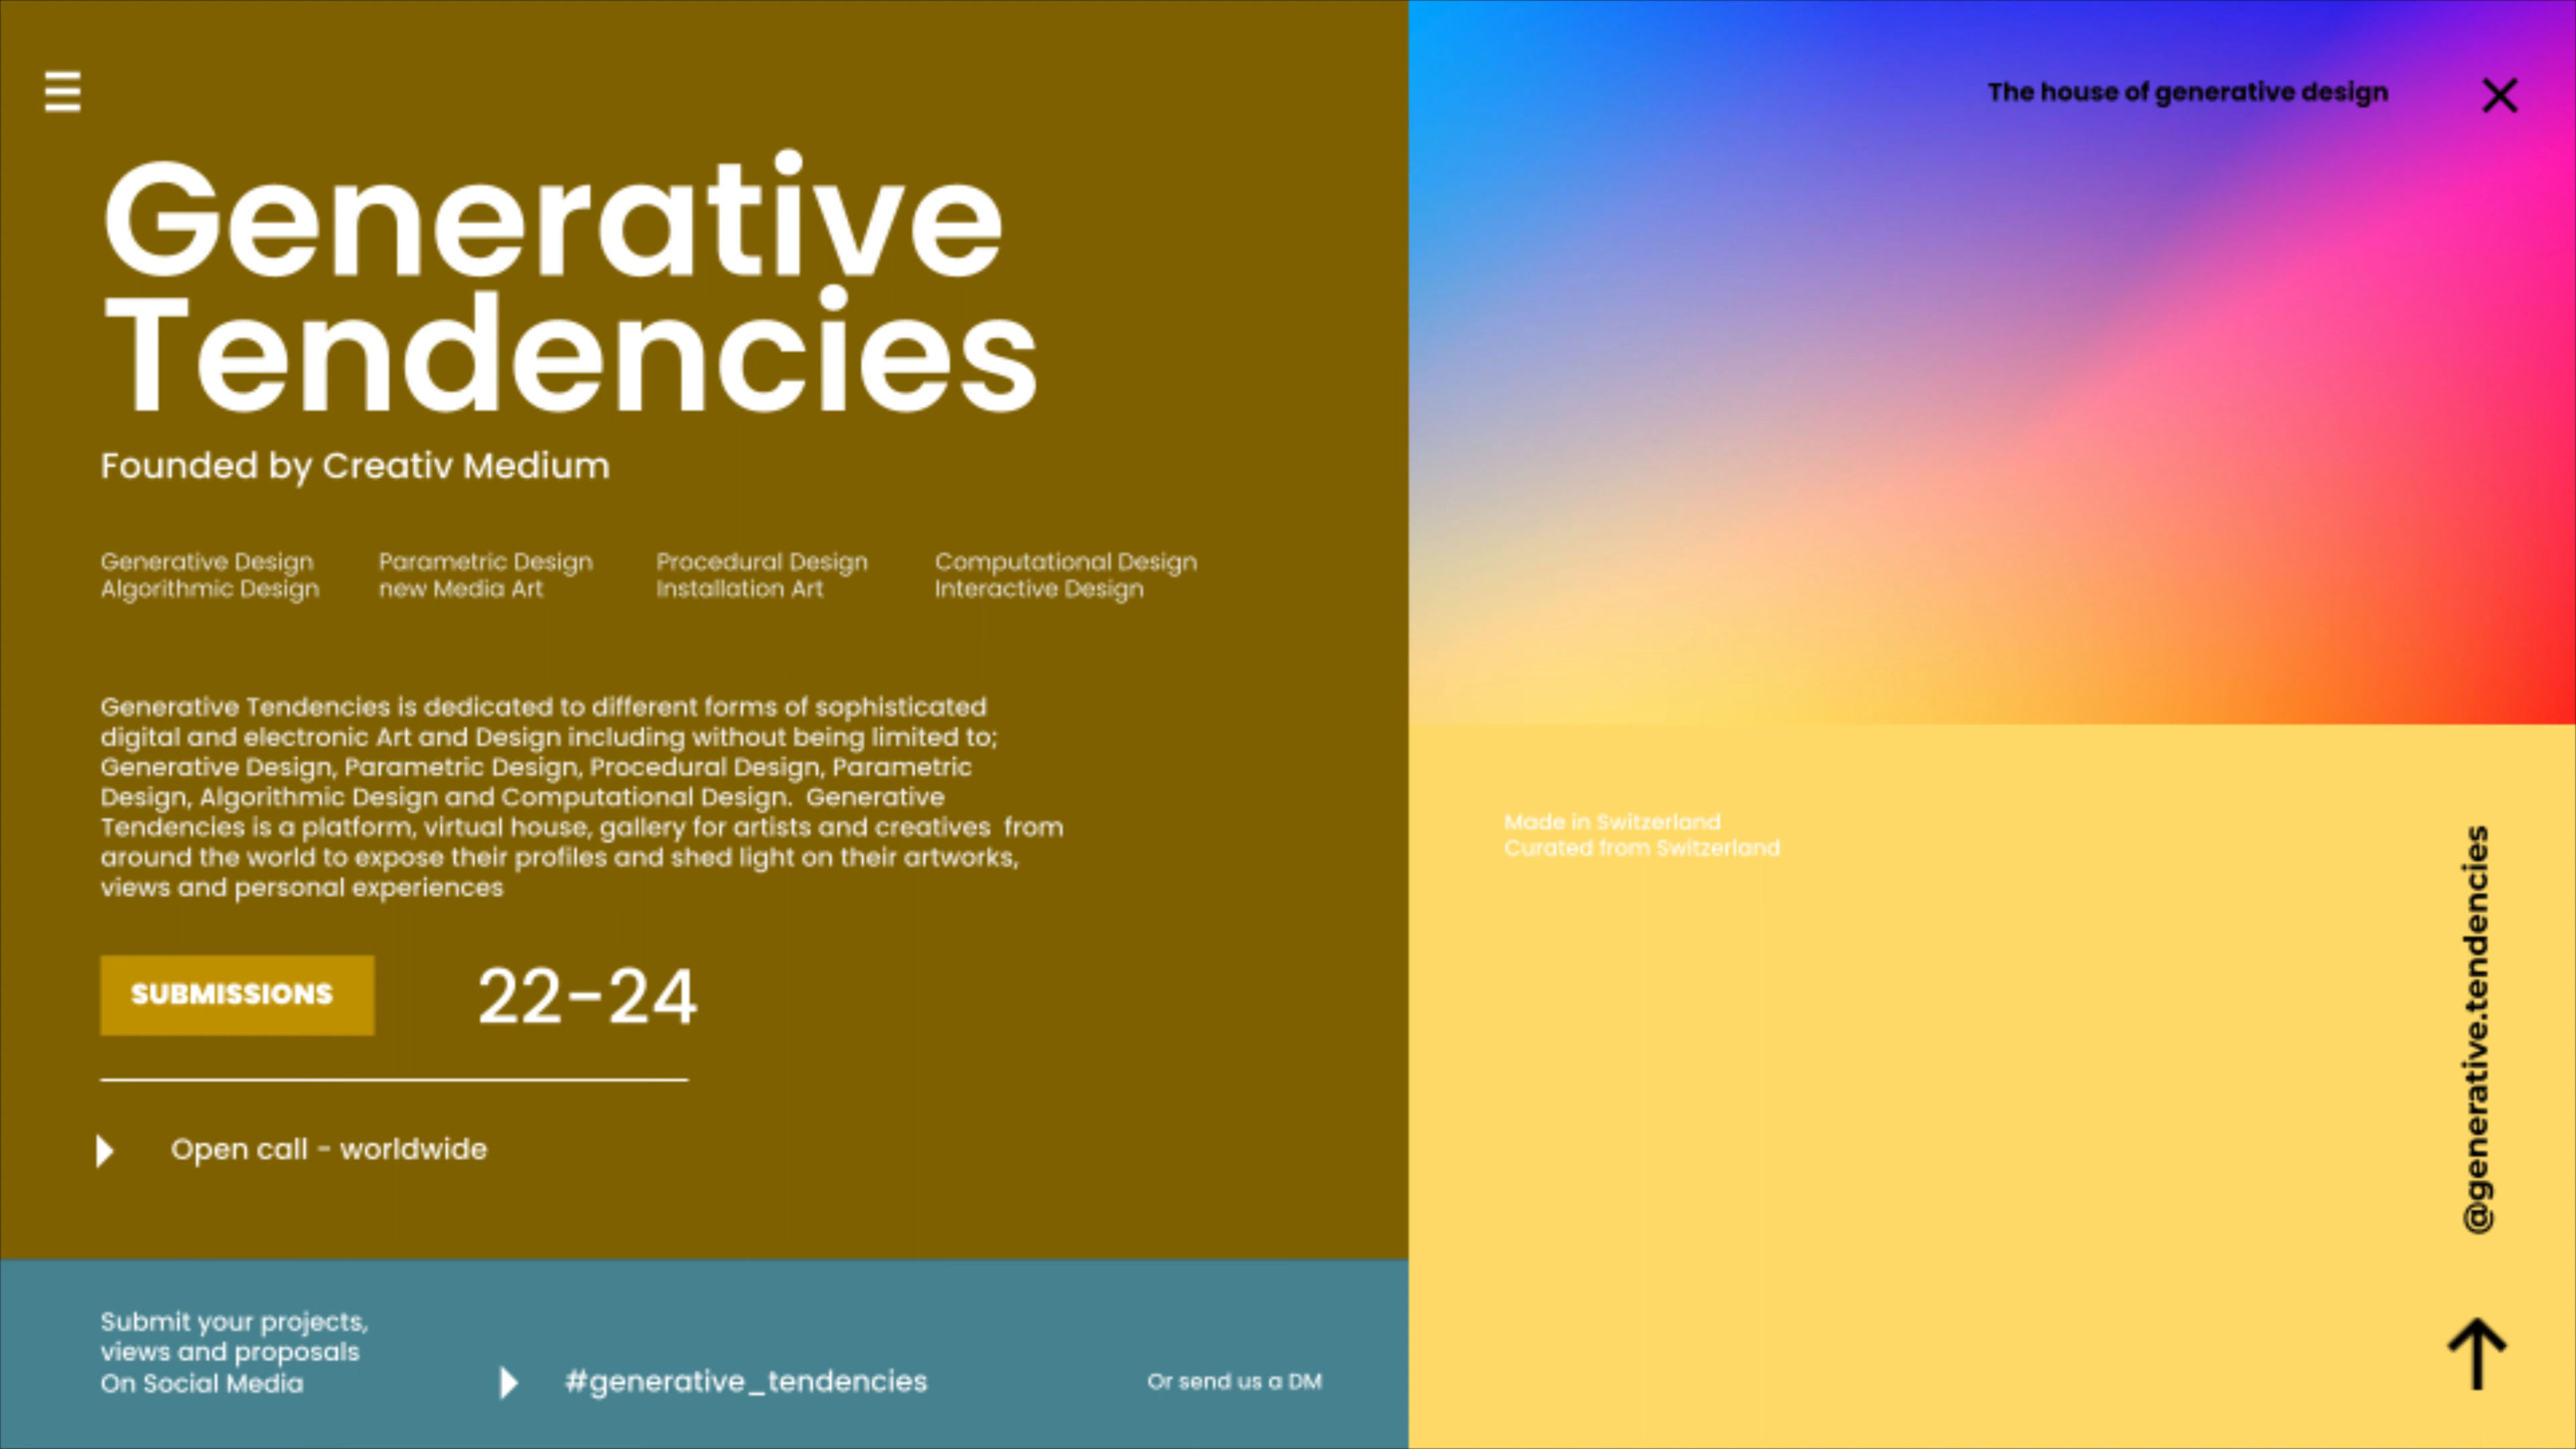 The house of generative design
Generative
Tendencies
Founded by Creativ Medium
Generative Design
Algorithmic Design
Parametric Design
new Media Art
Procedural Design
Installation Art
Computational Design
Interactive Design
Generative Tendencies is dedicated to different forms of sophisticated
digital and electronic Art and Design including without being limited to;
Generative Design, Parametric Design, Procedural Design, Parametric
Design, Algorithmic Design and Computational Design.  Generative
Tendencies is a platform, virtual house, gallery for artists and creatives  from
around the world to expose their profiles and shed light on their artworks,
views and personal experiences
SUBMISSIONS
22-24
Open call - worldwide
Submit your projects,
views and proposals
On Social Media
#generative_tendencies
Or send us a DM
Made in Switzerland
Curated from Switzerland
@generative.tendencies